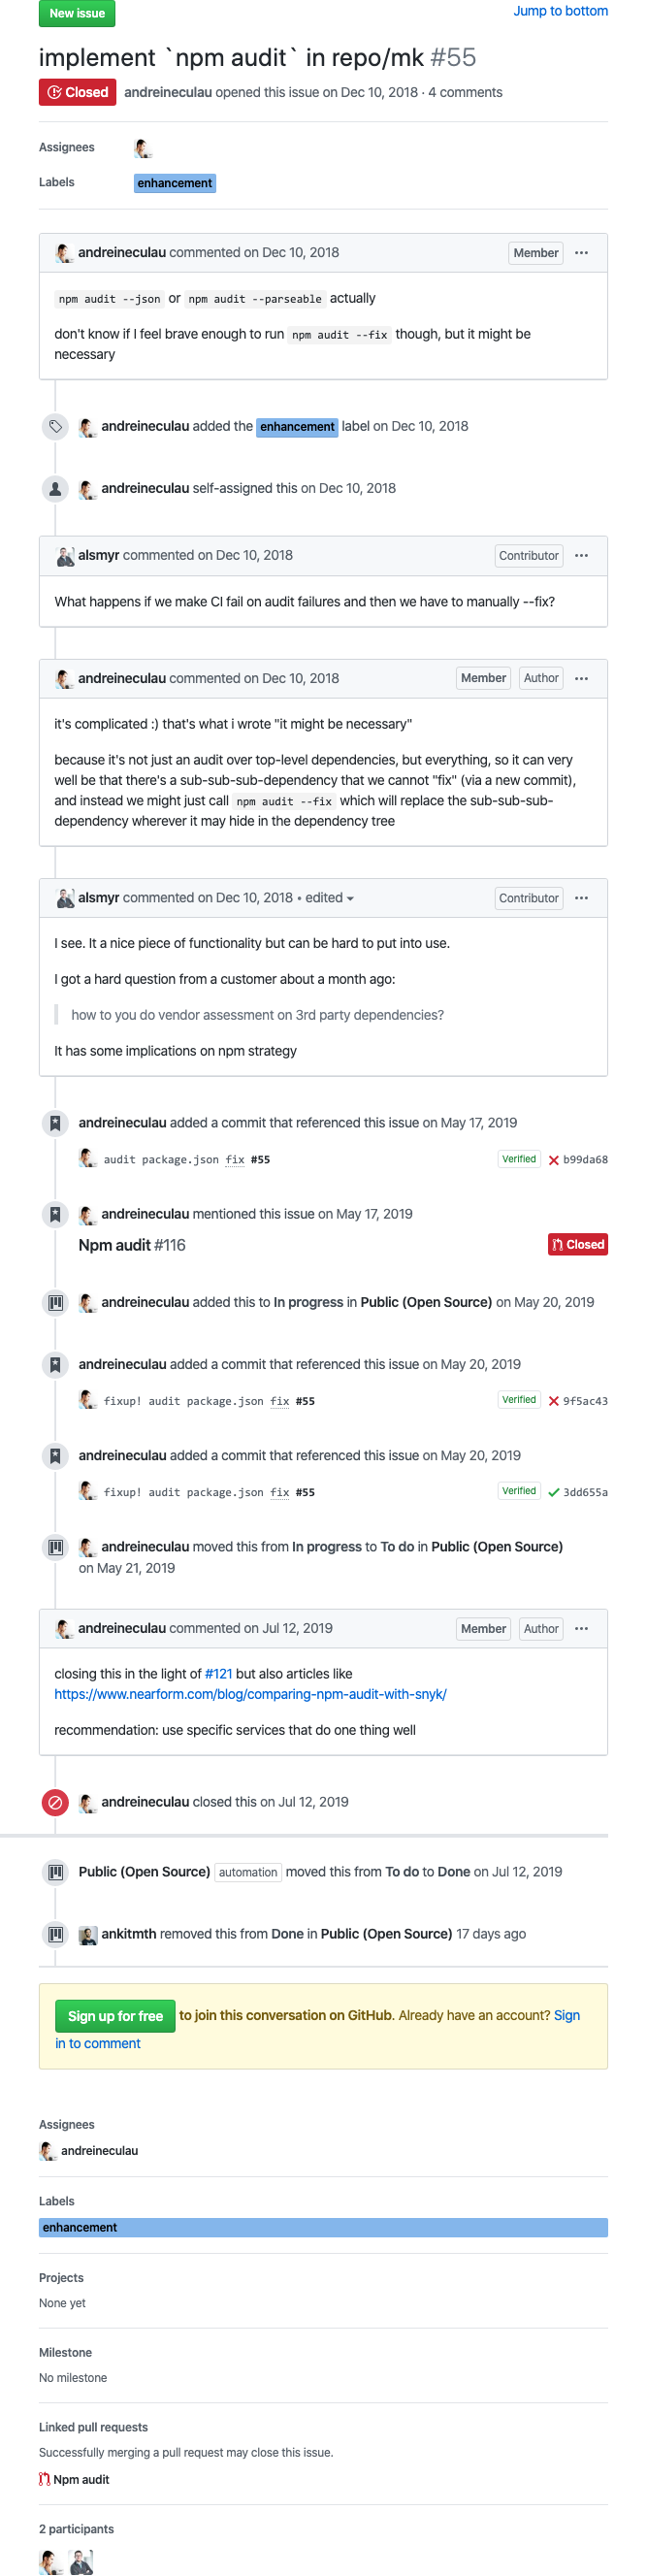 New issue
Jump to bottom
implement `npm audit` in repo/mk #55
Closed
andreineculau opened this issue on Dec 10, 2018 · 4 comments
Assignees
Labels
enhancement
andreineculau commented on Dec 10, 2018
Member
npm audit --json or npm audit --parseable actually
don't know if I feel brave enough to run npm audit --fix though, but it might be
necessary
andreineculau added the enhancement label on Dec 10, 2018
andreineculau self-assigned this on Dec 10, 2018
alsmyr commented on Dec 10, 2018
Contributor
What happens if we make CI fail on audit failures and then we have to manually --fix?
andreineculau commented on Dec 10, 2018
Member
Author
it's complicated :) that's what i wrote "it might be necessary"
because it's not just an audit over top-level dependencies, but everything, so it can very
well be that there's a sub-sub-sub-dependency that we cannot "fix" (via a new commit),
and instead we might just call npm audit --fix which will replace the sub-sub-sub-
dependency wherever it may hide in the dependency tree
alsmyr commented on Dec 10, 2018 • edited
Contributor
I see. It a nice piece of functionality but can be hard to put into use.
I got a hard question from a customer about a month ago:
how to you do vendor assessment on 3rd party dependencies?
It has some implications on npm strategy
andreineculau added a commit that referenced this issue on May 17, 2019
audit package.json fix #55
Verified
b99da68
andreineculau mentioned this issue on May 17, 2019
Npm audit #116
Closed
andreineculau added this to In progress in Public (Open Source) on May 20, 2019
andreineculau added a commit that referenced this issue on May 20, 2019
fixup! audit package.json fix #55
Verified
9f5ac43
andreineculau added a commit that referenced this issue on May 20, 2019
fixup! audit package.json fix #55
Verified
3dd655a
andreineculau moved this from In progress to To do in Public (Open Source)
on May 21, 2019
andreineculau commented on Jul 12, 2019
Member
Author
closing this in the light of #121 but also articles like
https://www.nearform.com/blog/comparing-npm-audit-with-snyk/
recommendation: use specific services that do one thing well
andreineculau closed this on Jul 12, 2019
Public (Open Source) automation moved this from To do to Done on Jul 12, 2019
ankitmth removed this from Done in Public (Open Source) 17 days ago
Sign up for free to join this conversation on GitHub. Already have an account? Sign
in to comment
Assignees
andreineculau
Labels
enhancement
Projects
None yet
Milestone
No milestone
Linked pull requests
Successfully merging a pull request may close this issue.
Npm audit
2 participants